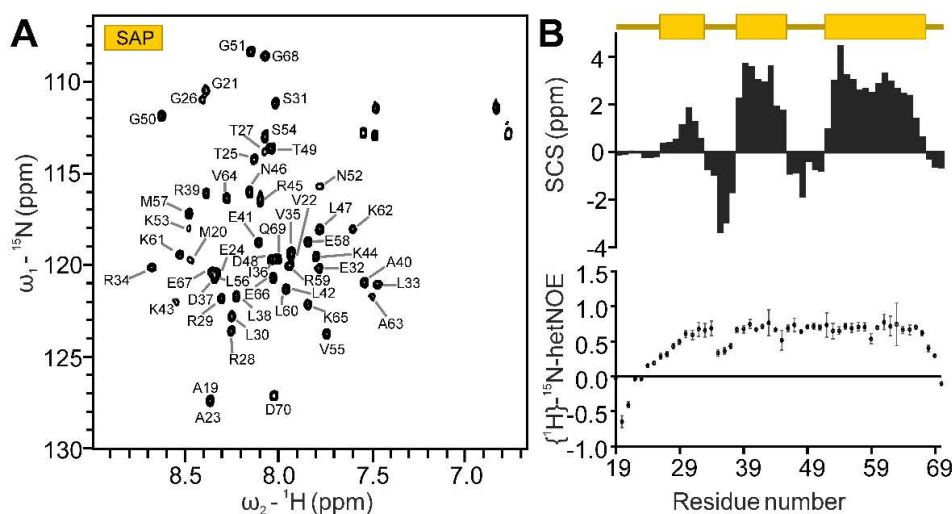 A
SAP
G51
G68
G21
G26
S31
G50
T27
S54
T25
T49
V64
N46
R39
R45
N52
M57
V35
V22
K53
E41
L47
K62
K61
M20
Q69
E58
E24
D48
K44
R34
I36
R59
E32
A40
E67
L56
D37
E66
L42
L33
K43
L38
L60
K65
A63
R29
L30
V55
R28
A19
A23
D70
110
115
120
125
130
ω₁ - ¹⁵N (ppm)
8.5
8.0
7.5
7.0
ω₂ - ¹H (ppm)
B
4
2
0
-2
-4
SCS (ppm)
1.5
1.0
0.5
0.0
-0.5
-1.0
{¹H}-¹⁵N-hetNOE
19
29
39
49
59
69
Residue number